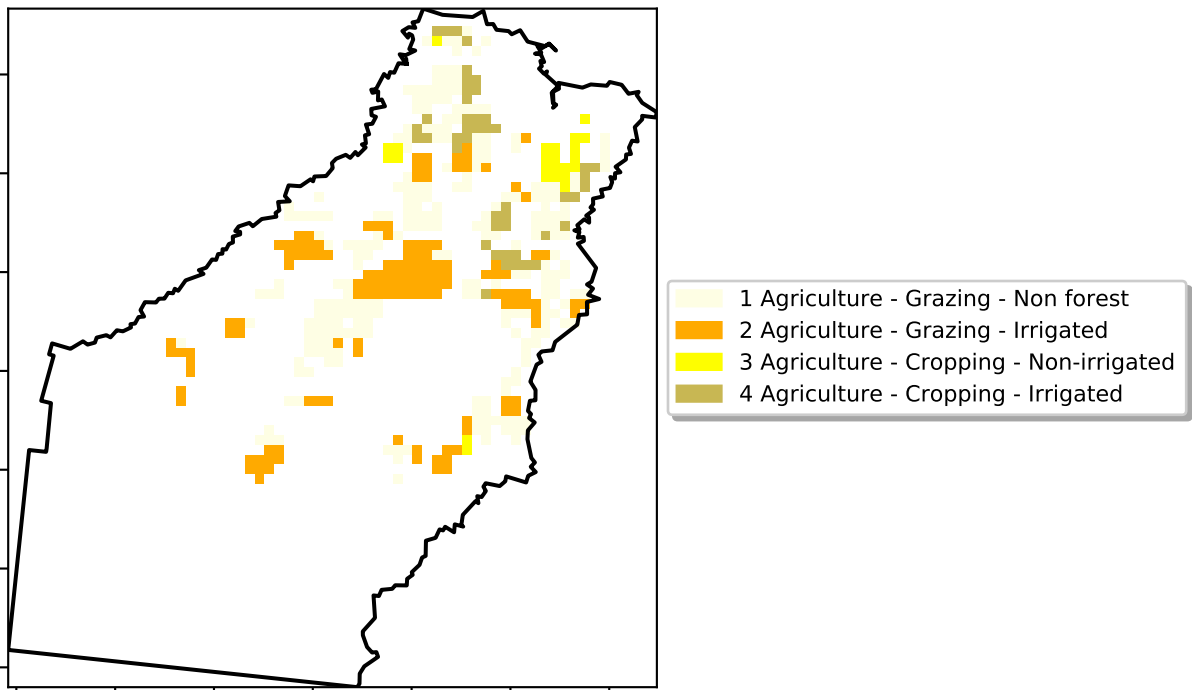 1 Agriculture - Grazing - Non forest
2 Agriculture - Grazing - Irrigated
3 Agriculture - Cropping - Non-irrigated
4 Agriculture - Cropping - Irrigated